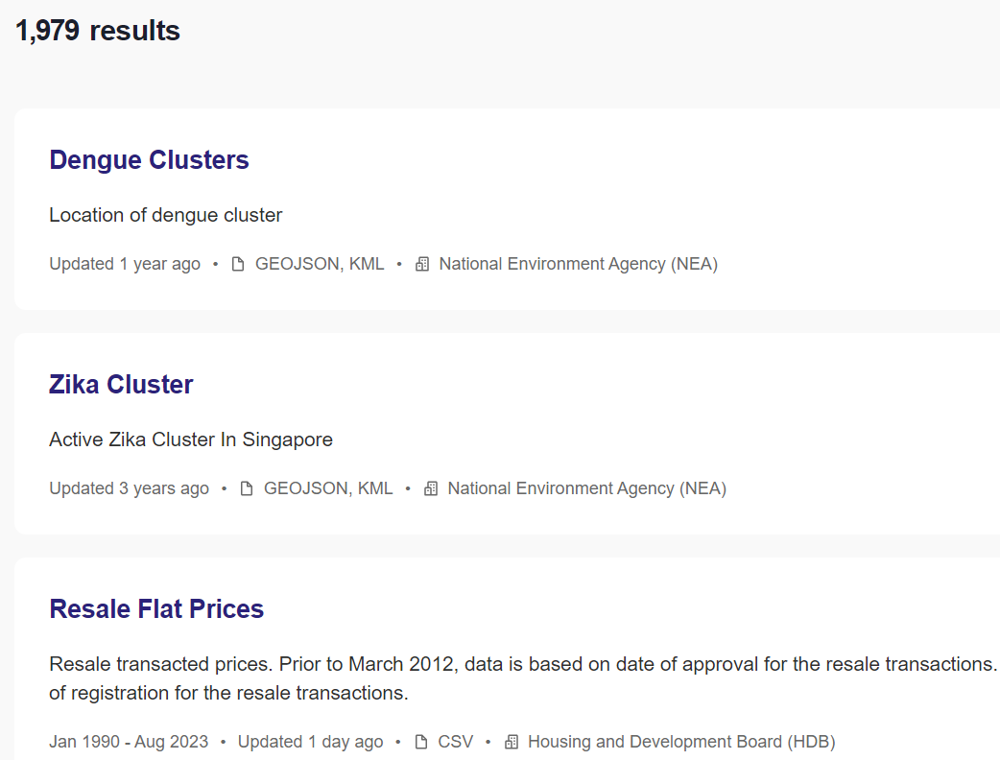 1,979 results
Dengue Clusters
Location of dengue cluster
Updated 1 year ago • GEOJSON, KML • National Environment Agency (NEA)
Zika Cluster
Active Zika Cluster In Singapore
Updated 3 years ago • GEOJSON, KML • National Environment Agency (NEA)
Resale Flat Prices
Resale transacted prices. Prior to March 2012, data is based on date of approval for the resale transactions.
of registration for the resale transactions.
Jan 1990 - Aug 2023 • Updated 1 day ago • CSV • Housing and Development Board (HDB)